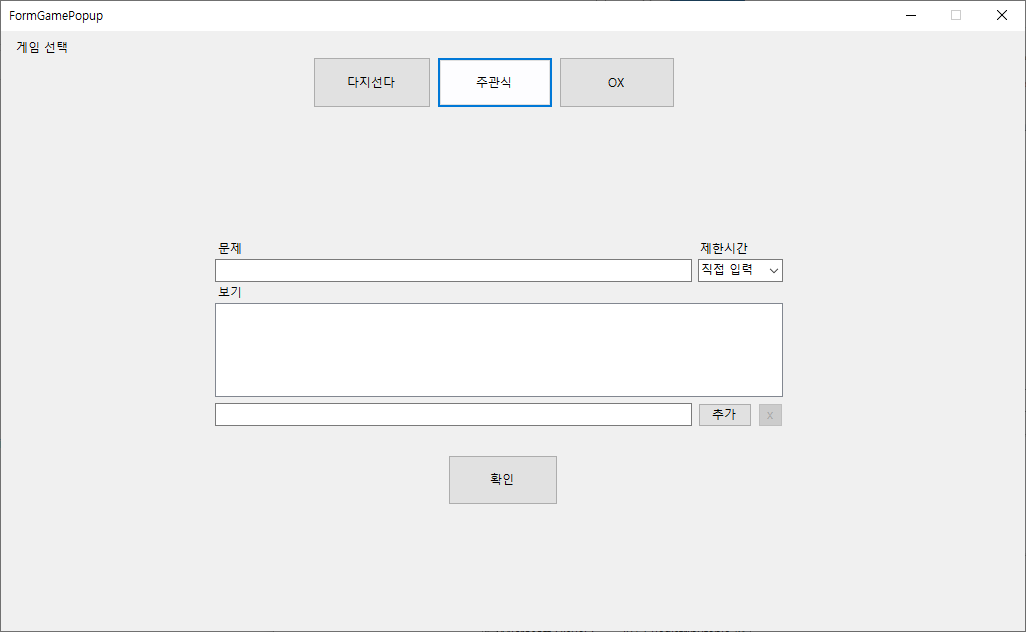 FormGamePopup
게임 선택
다지선다 주관식 OX
문제 제한시간
직접 입력
보기
추가 x
확인